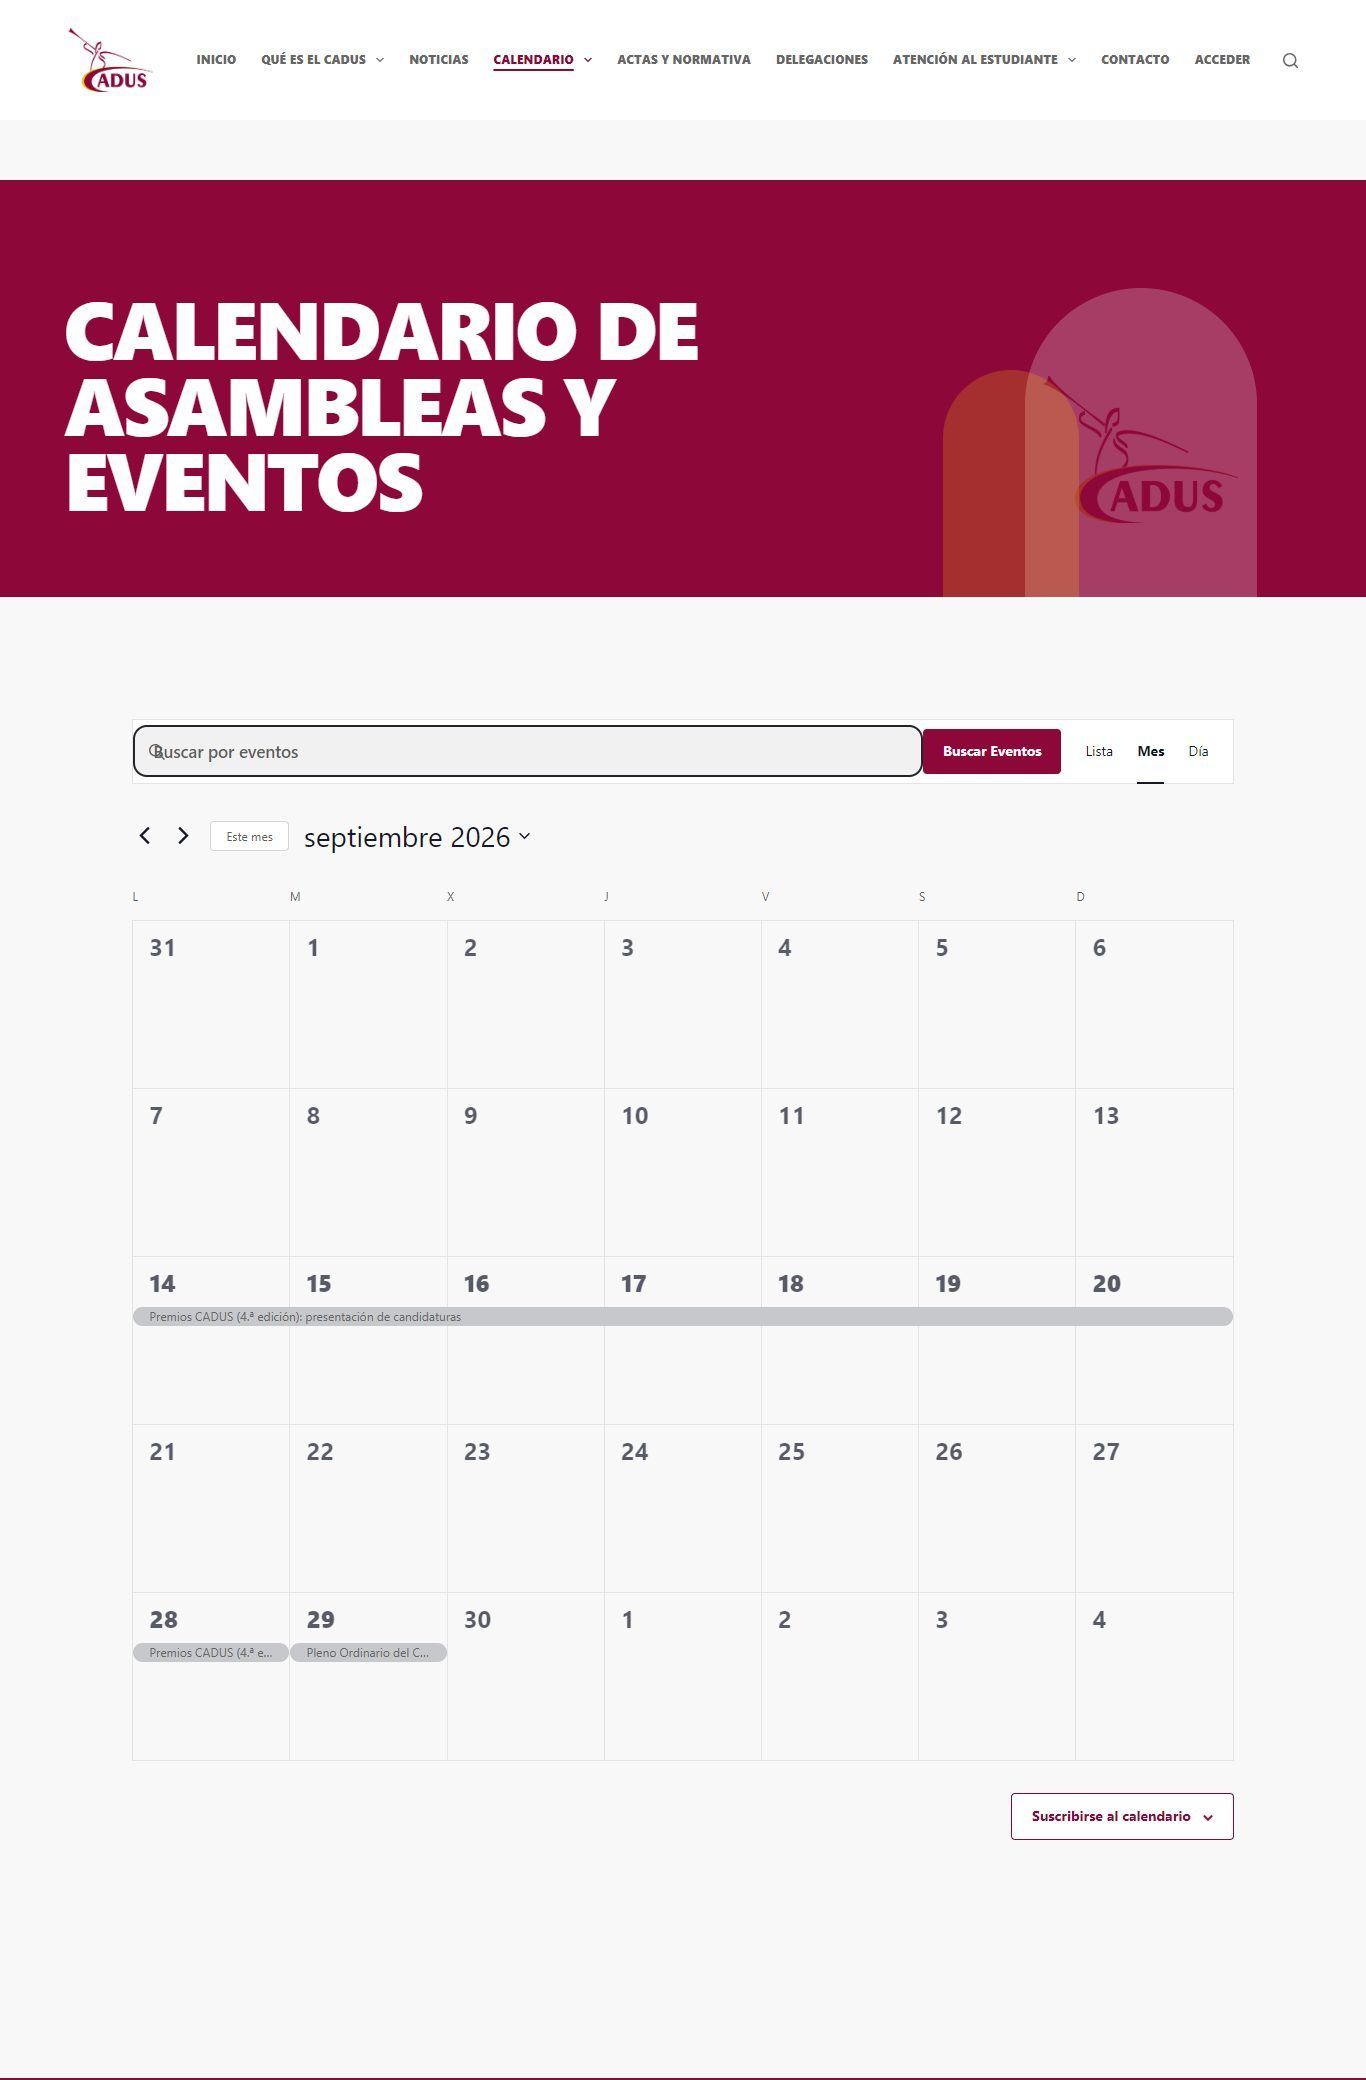 CADUS
INICIO QUÉ ES EL CADUS NOTICIAS CALENDARIO ACTAS Y NORMATIVA DELEGACIONES ATENCIÓN AL ESTUDIANTE CONTACTO ACCEDER
CALENDARIO DE
ASAMBLEAS Y
EVENTOS
CADUS
Buscar por eventos Buscar Eventos Lista Mes Día
Este mes septiembre 2026
L M X J V S D
31 1 2 3 4 5 6
7 8 9 10 11 12 13
14 15 16 17 18 19 20
Premios CADUS (4.ª edición): presentación de candidaturas
21 22 23 24 25 26 27
28 29 30 1 2 3 4
Premios CADUS (4.ª e... Pleno Ordinario del C...
Suscribirse al calendario